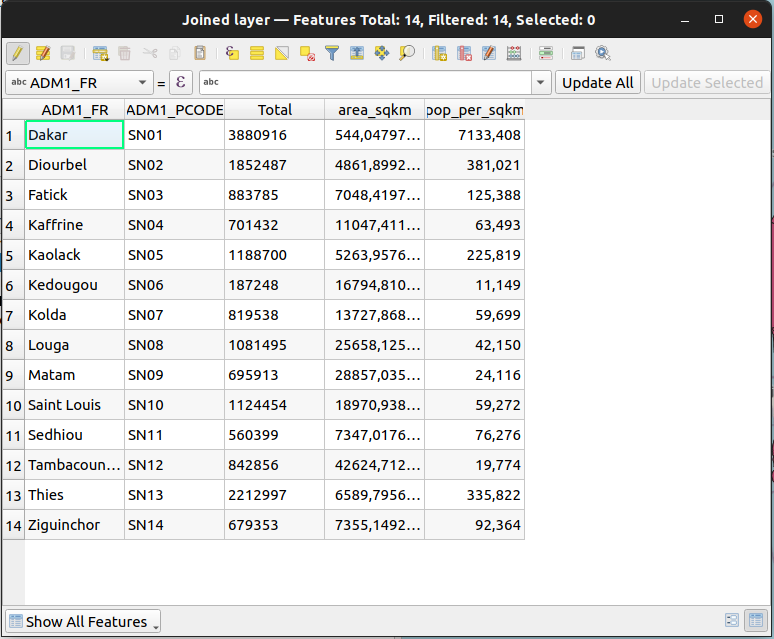 Joined layer — Features Total: 14, Filtered: 14, Selected: 0
abc ADM1_FR = ε abc Update All Update Selected
ADM1_FR ADM1_PCODE Total area_sqkm pop_per_sqkm
1 Dakar SN01 3880916 544,04797... 7133,408
2 Diourbel SN02 1852487 4861,8992... 381,021
3 Fatick SN03 883785 7048,4197... 125,388
4 Kaffrine SN04 701432 11047,411... 63,493
5 Kaolack SN05 1188700 5263,9576... 225,819
6 Kedougou SN06 187248 16794,810... 11,149
7 Kolda SN07 819538 13727,868... 59,699
8 Louga SN08 1081495 25658,125... 42,150
9 Matam SN09 695913 28857,035... 24,116
10 Saint Louis SN10 1124454 18970,938... 59,272
11 Sedhiou SN11 560399 7347,0176... 76,276
12 Tambacoun... SN12 842856 42624,712... 19,774
13 Thies SN13 2212997 6589,7956... 335,822
14 Ziguinchor SN14 679353 7355,1492... 92,364
Show All Features